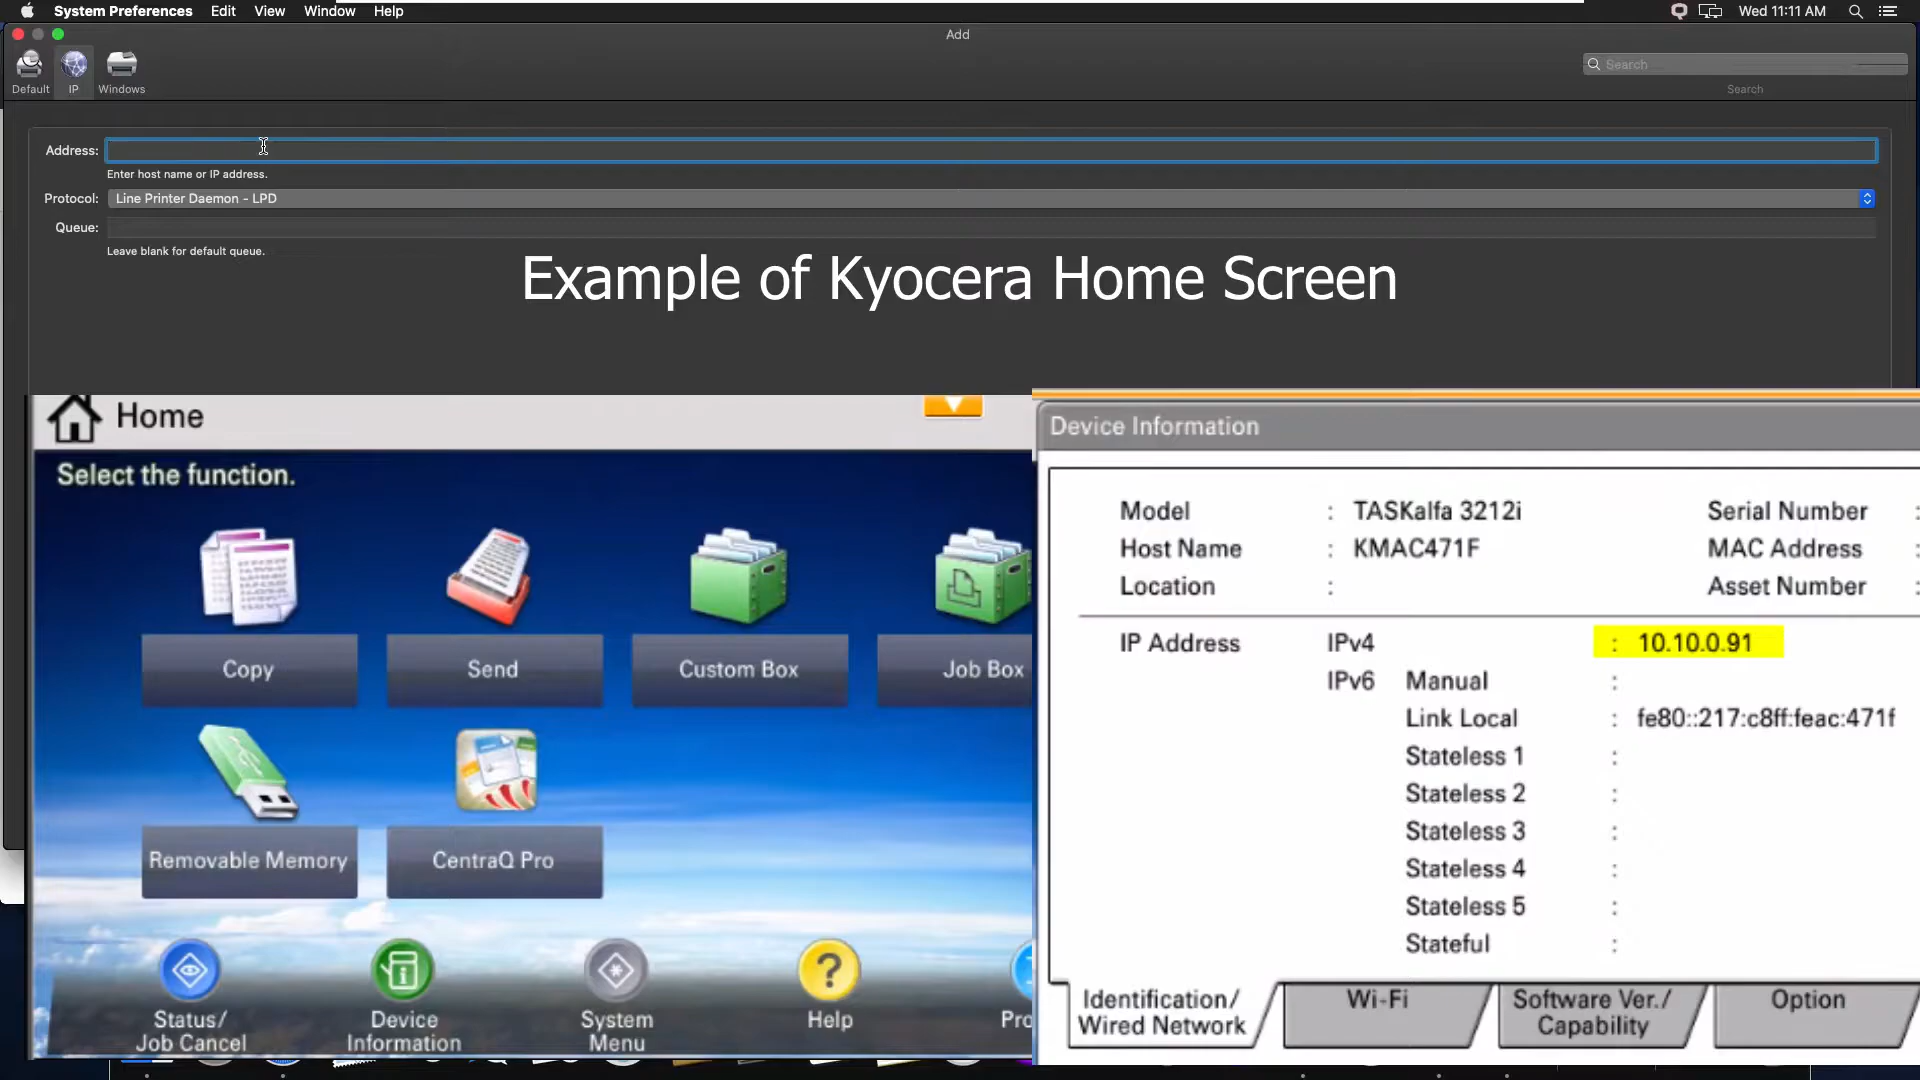 System Preferences Edit View Window Help Wed 11:11 AM
Add
Default IP Windows
Search
Search
Address:
Enter host name or IP address.
Protocol: Line Printer Daemon - LPD
Queue:
Leave blank for default queue.
Example of Kyocera Home Screen
Home
Select the function.
Copy Send Custom Box Job Box
Removable Memory CentraQ Pro
Status/
Job Cancel
Device
Information
System
Menu
Help
Device Information
Model : TASKalfa 3212i Serial Number :
Host Name : KMAC471F MAC Address :
Location : Asset Number :
IP Address IPv4 : 10.10.0.91
IPv6 Manual :
Link Local : fe80::217:c8ff:feac:471f
Stateless 1 :
Stateless 2 :
Stateless 3 :
Stateless 4 :
Stateless 5 :
Stateful :
Identification/
Wired Network
Wi-Fi
Software Ver./
Capability
Option